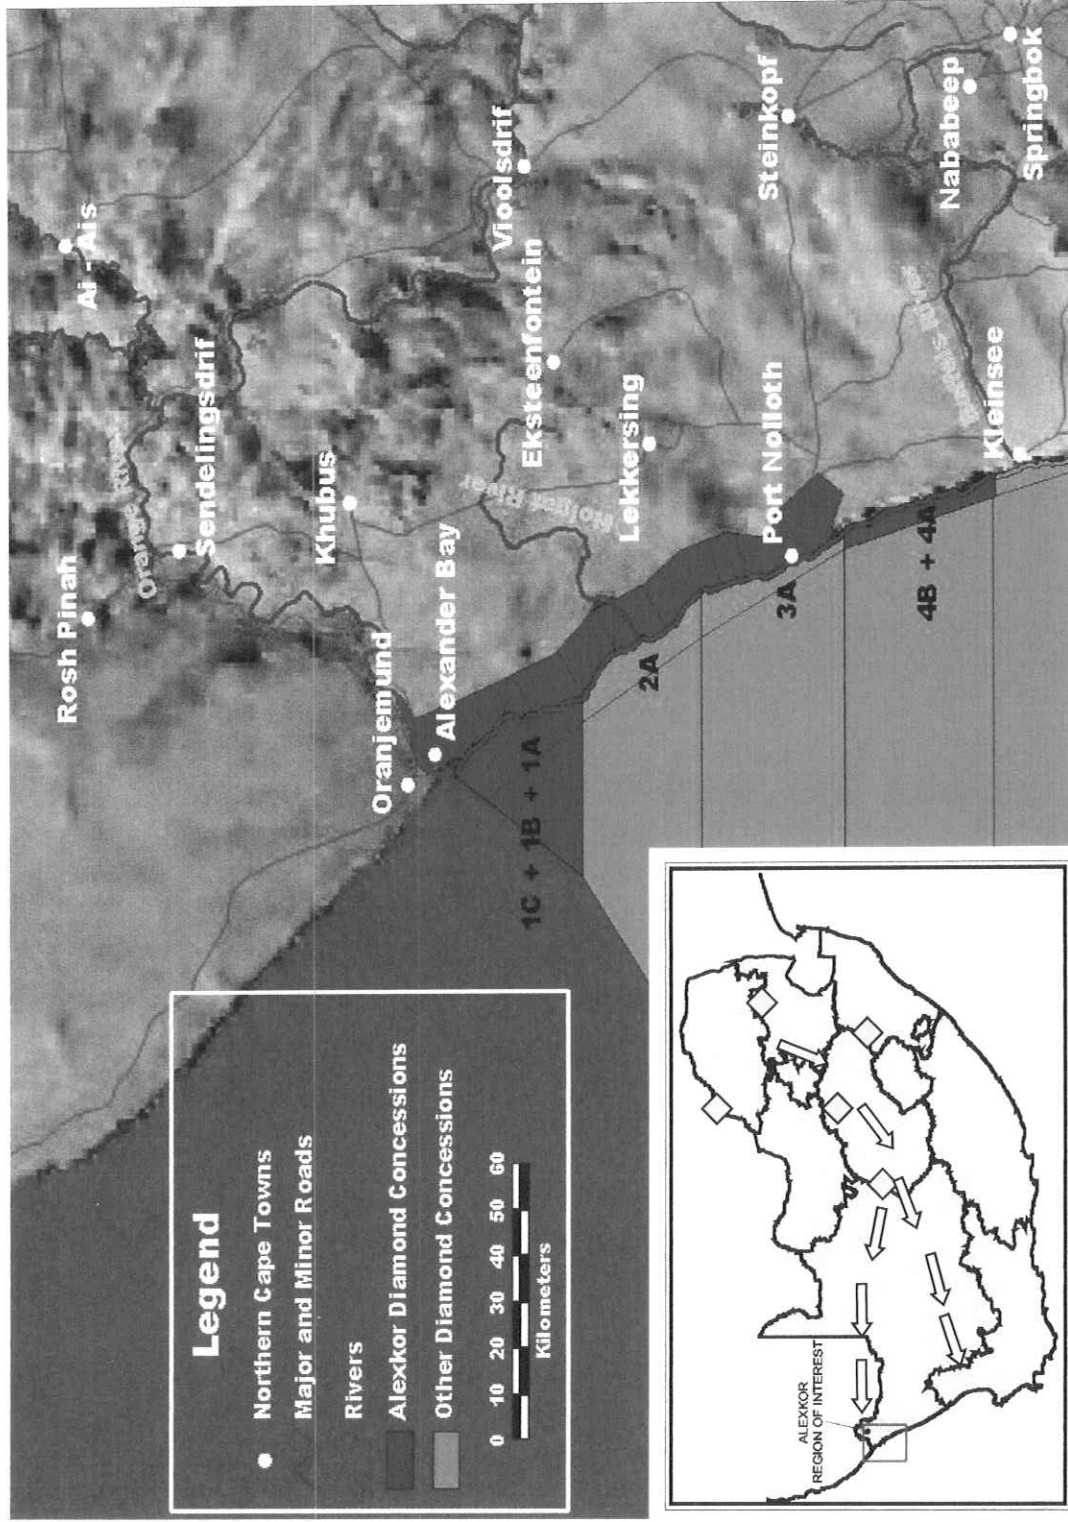 Rosh Pinah
Ai - Ais
Orange River
Sendelingsdrif
Khubus
Oranjemund
Alexander Bay
Vioolsdrif
Holgat River
Eksteenfontein
Lekkersing
Steinkopf
Port Nolloth
Nababeep
Springbok
Buffels River
Kleinsee
1C + 1B + 1A
2A
3A
4B + 4A
Legend
Northern Cape Towns
Major and Minor Roads
Rivers
Alexkor Diamond Concessions
Other Diamond Concessions
0 10 20 30 40 50 60
Kilometers
ALEXKOR
REGION OF INTEREST